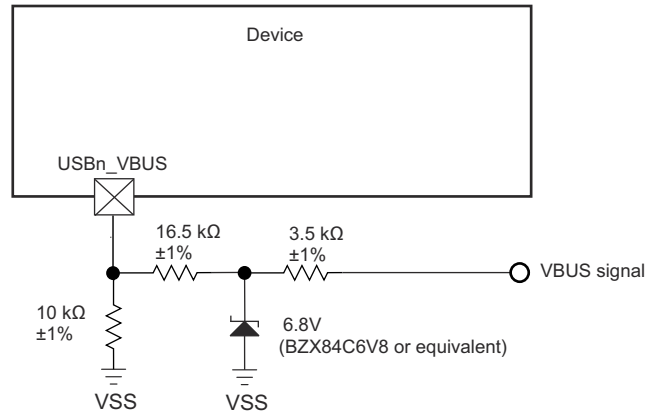 Device
USBn_VBUS
16.5 kΩ
±1%
3.5 kΩ
±1%
VBUS signal
10 kΩ
±1%
6.8V
(BZX84C6V8 or equivalent)
VSS
VSS